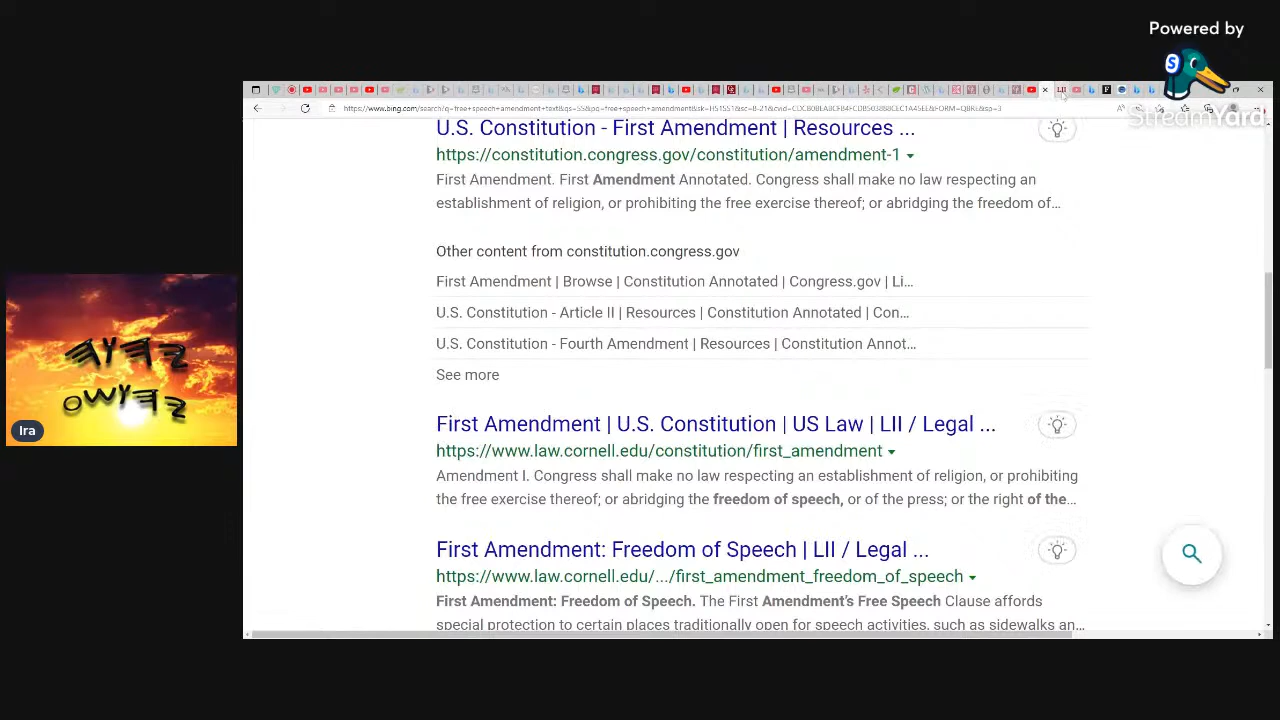 Powered by
StreamYard
U.S. Constitution - First Amendment | Resources ...
https://constitution.congress.gov/constitution/amendment-1
First Amendment. First Amendment Annotated. Congress shall make no law respecting an
establishment of religion, or prohibiting the free exercise thereof; or abridging the freedom of…
Other content from constitution.congress.gov
First Amendment | Browse | Constitution Annotated | Congress.gov | Li…
U.S. Constitution - Article II | Resources | Constitution Annotated | Con…
U.S. Constitution - Fourth Amendment | Resources | Constitution Annot…
See more
First Amendment | U.S. Constitution | US Law | LII / Legal ...
https://www.law.cornell.edu/constitution/first_amendment
Amendment I. Congress shall make no law respecting an establishment of religion, or prohibiting
the free exercise thereof; or abridging the freedom of speech, or of the press; or the right of the…
First Amendment: Freedom of Speech | LII / Legal ...
https://www.law.cornell.edu/.../first_amendment_freedom_of_speech
First Amendment: Freedom of Speech. The First Amendment's Free Speech Clause affords
special protection to certain places traditionally open for speech activities, such as sidewalks an…
𐤉𐤄𐤅𐤄
𐤉𐤄𐤅𐤔𐤏
Ira